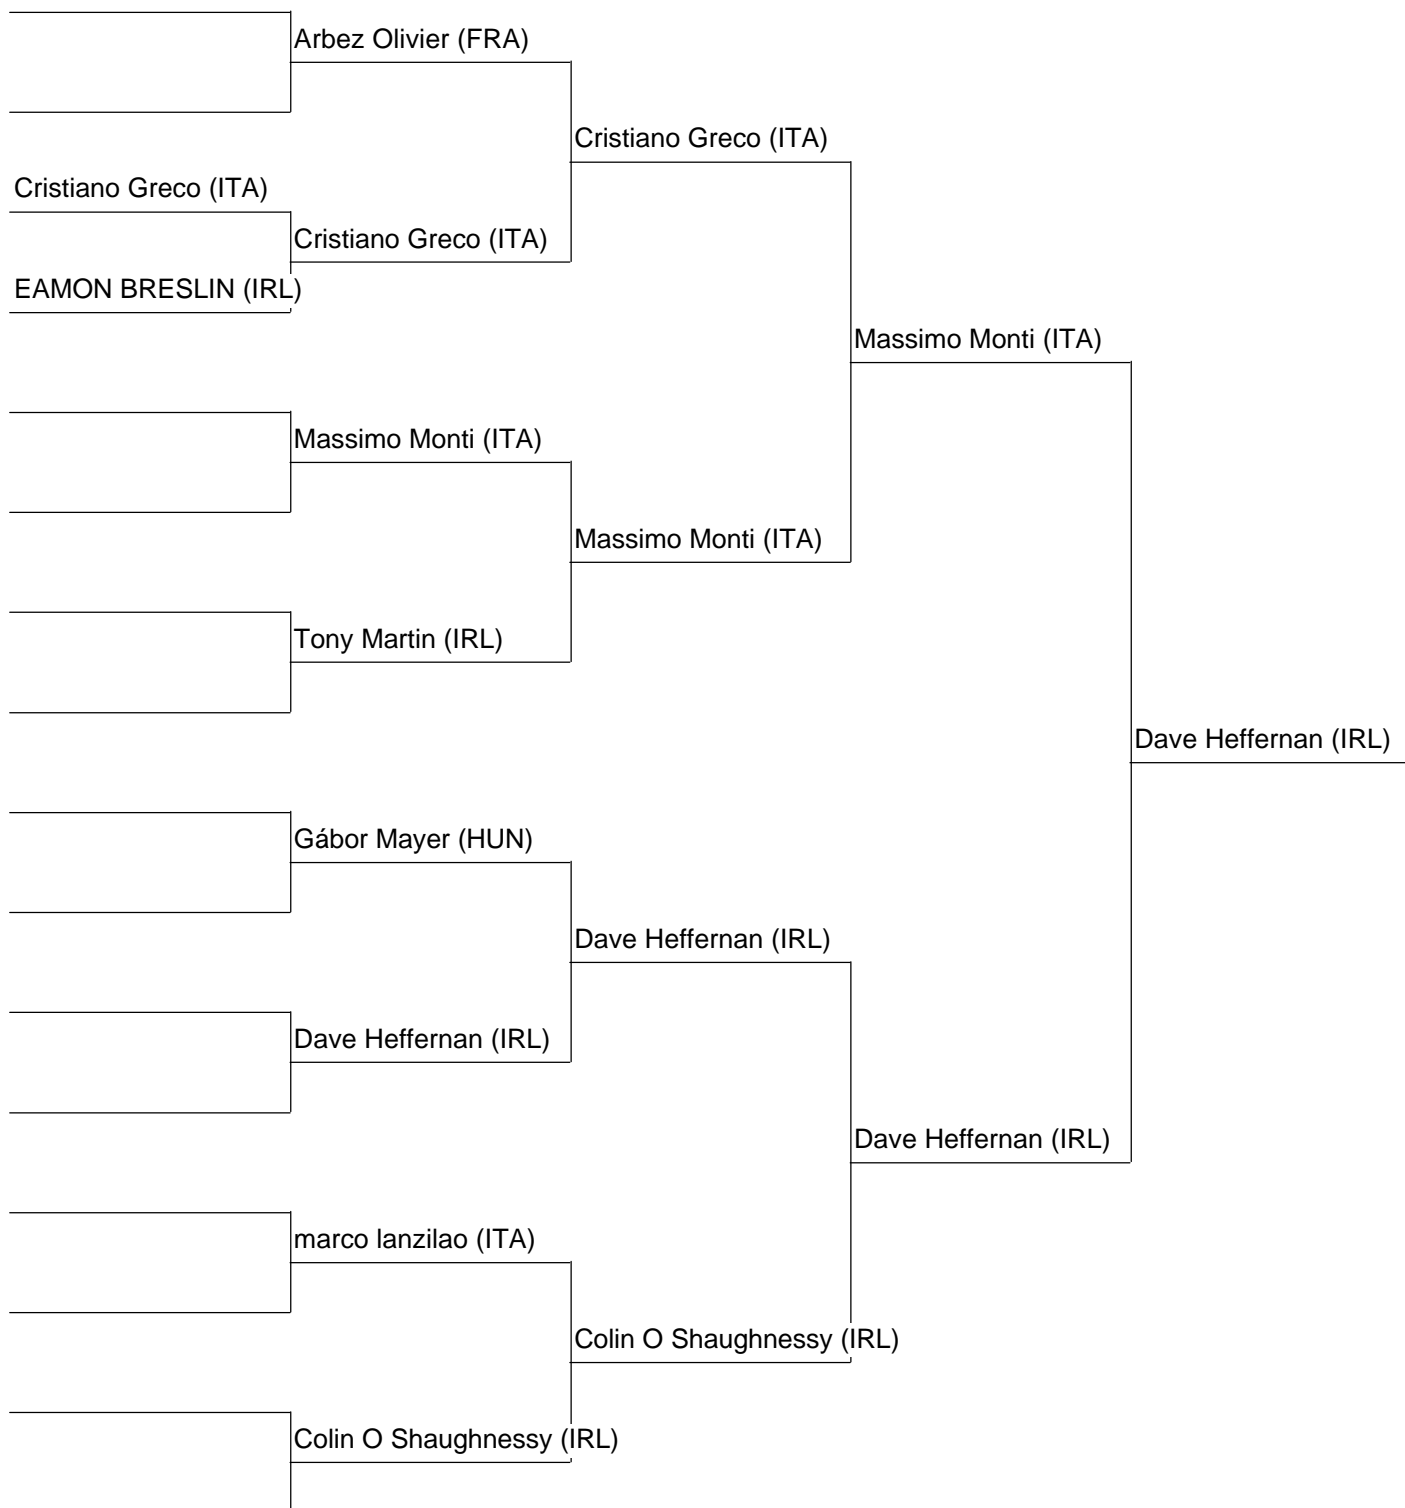 Arbez Olivier (FRA)
Cristiano Greco (ITA)
Cristiano Greco (ITA)
Cristiano Greco (ITA)
EAMON BRESLIN (IRL)
Massimo Monti (ITA)
Massimo Monti (ITA)
Massimo Monti (ITA)
Tony Martin (IRL)
Dave Heffernan (IRL)
Gábor Mayer (HUN)
Dave Heffernan (IRL)
Dave Heffernan (IRL)
Dave Heffernan (IRL)
marco lanzilao (ITA)
Colin O Shaughnessy (IRL)
Colin O Shaughnessy (IRL)